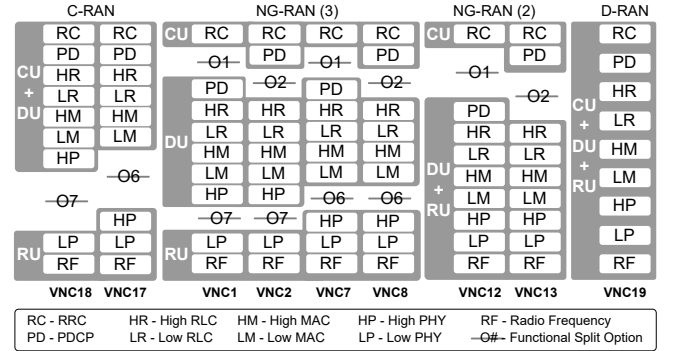 C-RAN NG-RAN (3) NG-RAN (2) D-RAN
RC RC CU RC RC RC RC CU RC RC RC
PD PD O1 PD O1 PD O1 PD PD
CU + DU HR HR PD O2 PD O2 O2 HR
LR LR DU HR HR HR HR DU + RU PD CU + DU + RU LR
HM HM LR LR LR LR HR HR HM
LM LM HM HM HM HM LR LR LM
HP O6 LM LM LM LM HM HM HP
O7 HP HP HP O6 O6 LM LM LP
RU LP LP O7 O7 HP HP HP HP RF
RF RF RU LP LP LP LP LP LP
RF RF RF RF RF RF
VNC18 VNC17 VNC1 VNC2 VNC7 VNC8 VNC12 VNC13 VNC19
RC - RRC HR - High RLC HM - High MAC HP - High PHY RF - Radio Frequency
PD - PDCP LR - Low RLC LM - Low MAC LP - Low PHY O# - Functional Split Option